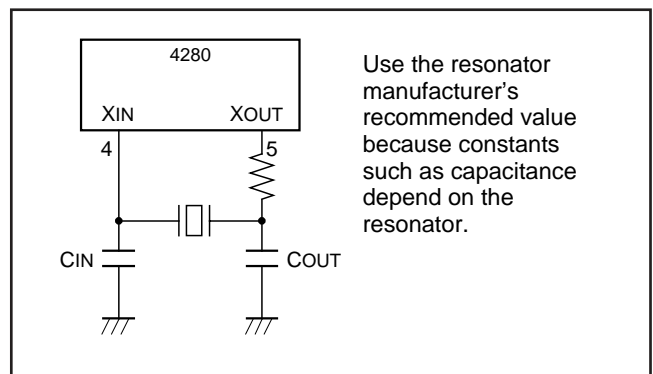 4280
XIN XOUT
4 5
CIN COUT
Use the resonator
manufacturer's
recommended value
because constants
such as capacitance
depend on the
resonator.